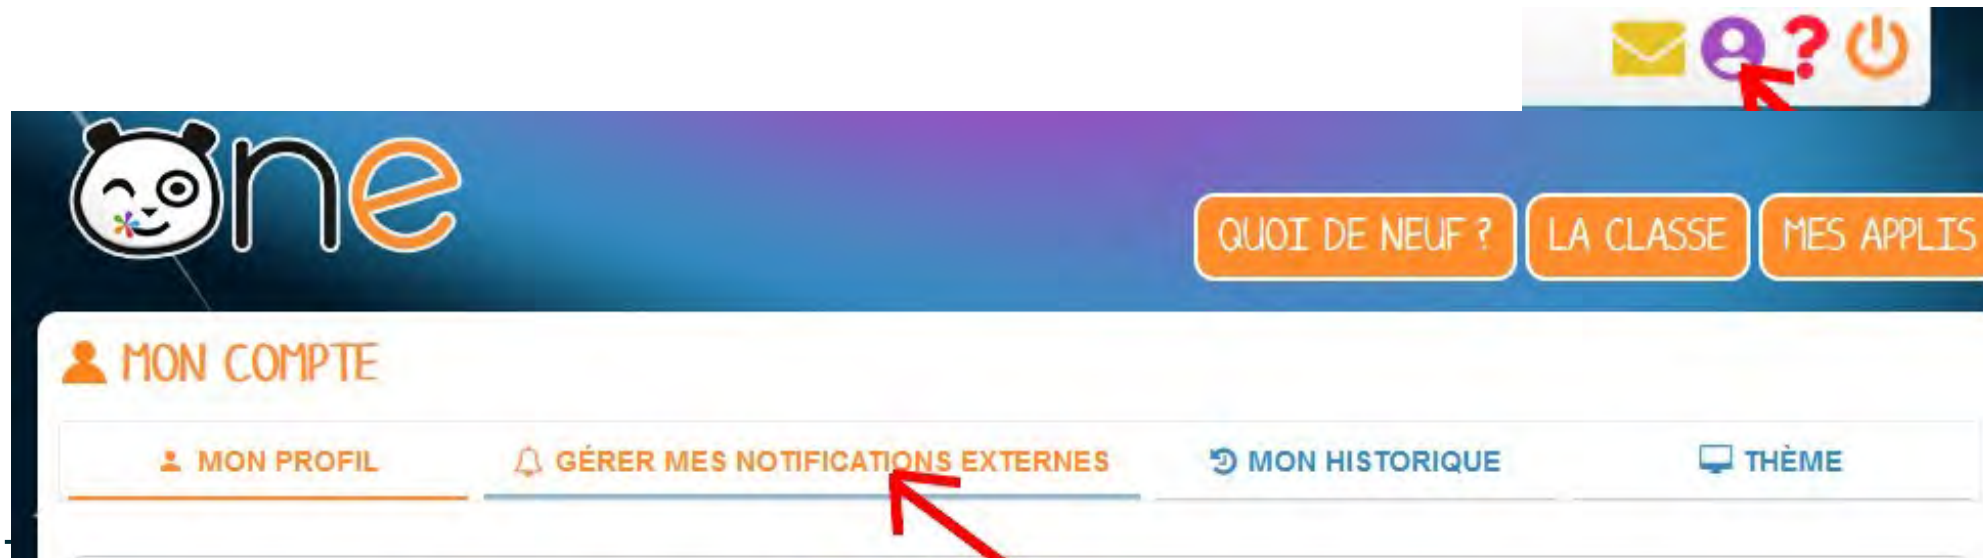 ?
One
QUOI DE NEUF ? LA CLASSE MES APPLIS
MON COMPTE
MON PROFIL GÉRER MES NOTIFICATIONS EXTERNES MON HISTORIQUE THÈME